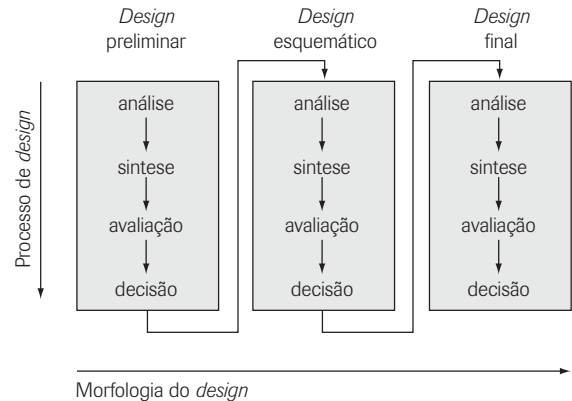 Design
preliminar
Design
esquemático
Design
final
Processo de design
análise
sintese
avaliação
decisão
análise
sintese
avaliação
decisão
análise
sintese
avaliação
decisão
Morfologia do design